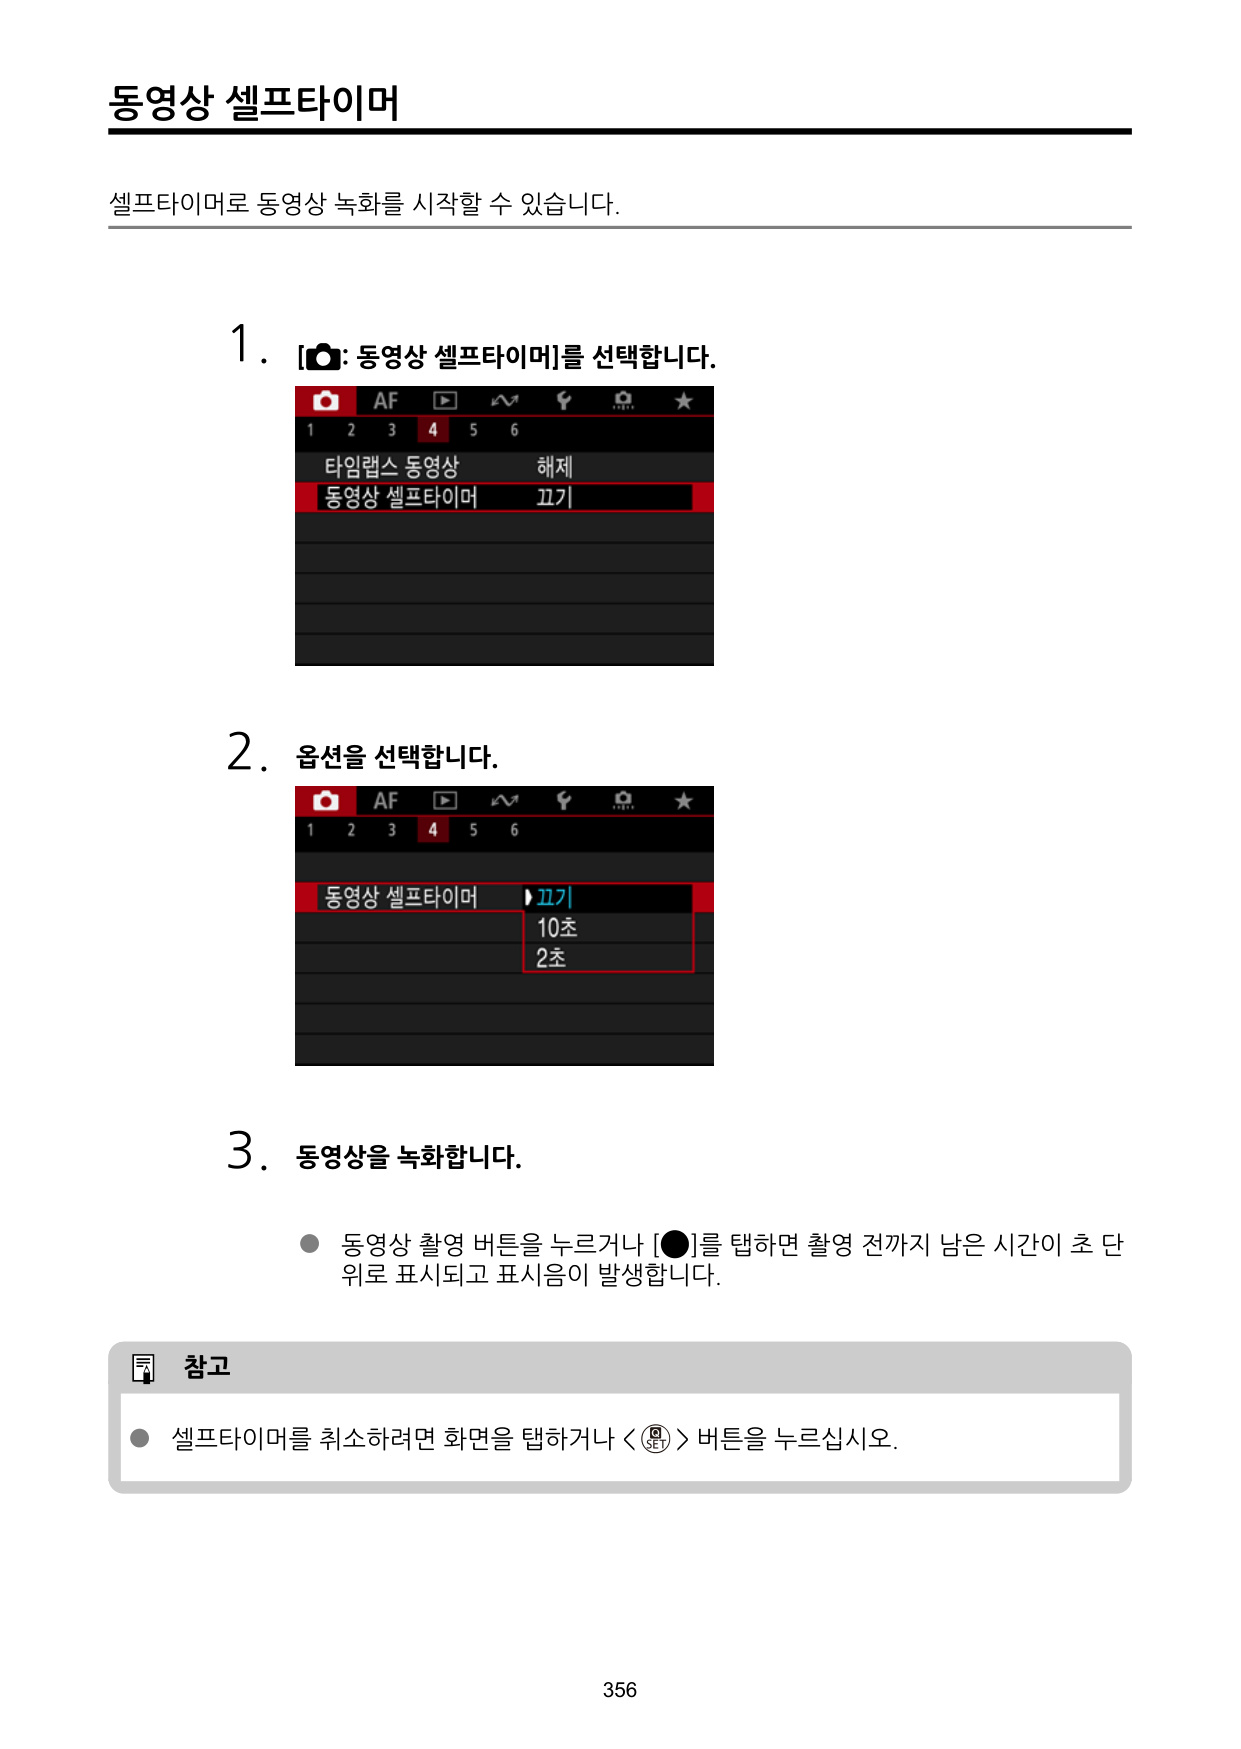 동영상 셀프타이머
셀프타이머로 동영상 녹화를 시작할 수 있습니다.
1. [: 동영상 셀프타이머]를 선택합니다.
AF
1 2 3 4 5 6
타임랩스 동영상 해제
동영상 셀프타이머 끄기
2. 옵션을 선택합니다.
AF
1 2 3 4 5 6
동영상 셀프타이머 끄기
10초
2초
3. 동영상을 녹화합니다.
● 동영상 촬영 버튼을 누르거나 [●]를 탭하면 촬영 전까지 남은 시간이 초 단
위로 표시되고 표시음이 발생합니다.
참고
● 셀프타이머를 취소하려면 화면을 탭하거나 < Q SET > 버튼을 누르십시오.
356